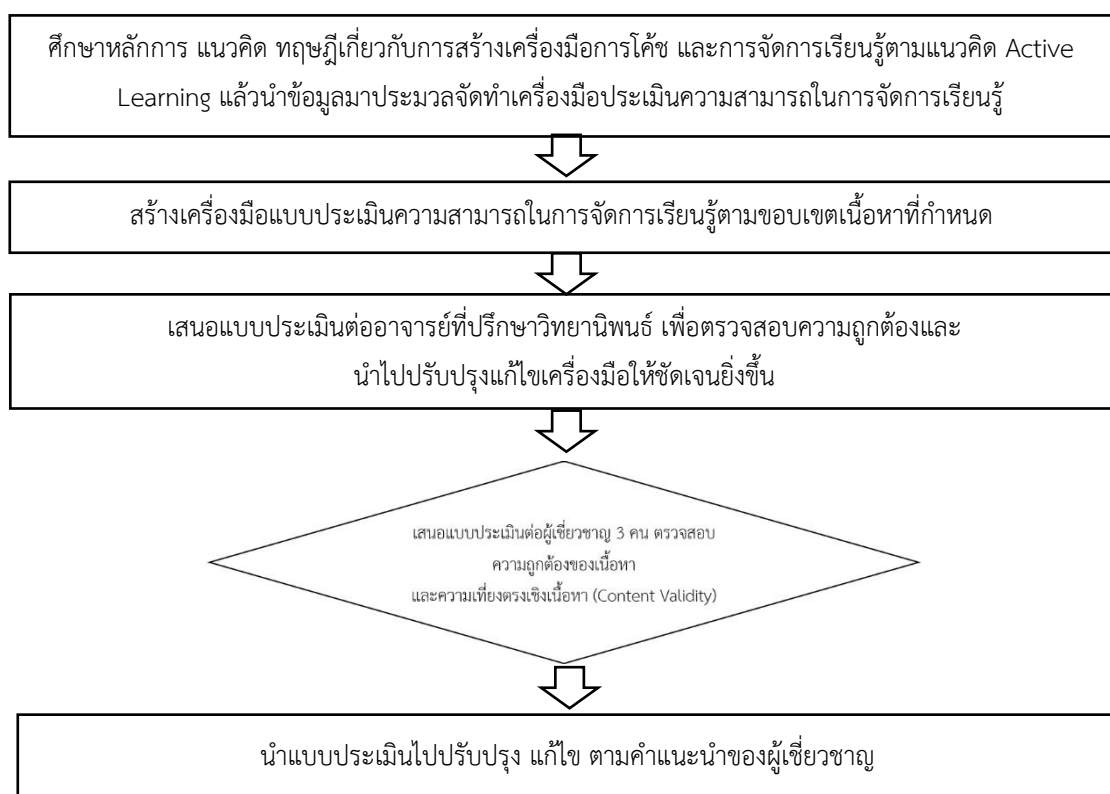 ศึกษาหลักการ แนวคิด ทฤษฎีเกี่ยวกับการสร้างเครื่องมือการโค้ช และการจัดการเรียนรู้ตามแนวคิด Active
Learning แล้วนำข้อมูลมาประมวลจัดทำเครื่องมือประเมินความสามารถในการจัดการเรียนรู้
สร้างเครื่องมือแบบประเมินความสามารถในการจัดการเรียนรู้ตามขอบเขตเนื้อหาที่กำหนด
เสนอแบบประเมินต่ออาจารย์ที่ปรึกษาวิทยานิพนธ์ เพื่อตรวจสอบความถูกต้องและ
นำไปปรับปรุงแก้ไขเครื่องมือให้ชัดเจนยิ่งขึ้น
เสนอแบบประเมินต่อผู้เชี่ยวชาญ 3 คน ตรวจสอบ
ความถูกต้องของเนื้อหา
และความเที่ยงตรงเชิงเนื้อหา (Content Validity)
นำแบบประเมินไปปรับปรุง แก้ไข ตามคำแนะนำของผู้เชี่ยวชาญ